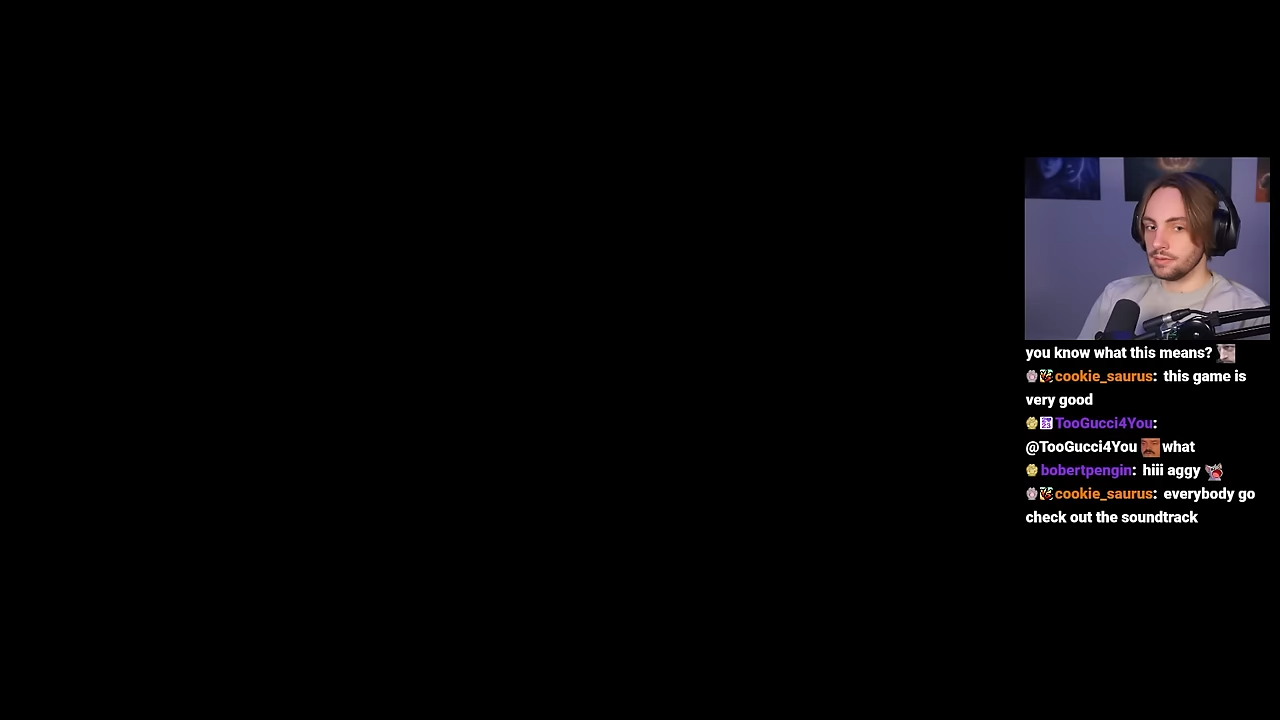 you know what this means?
cookie_saurus: this game is
very good
TooGucci4You:
@TooGucci4You what
bobertpengin: hiii aggy
cookie_saurus: everybody go
check out the soundtrack